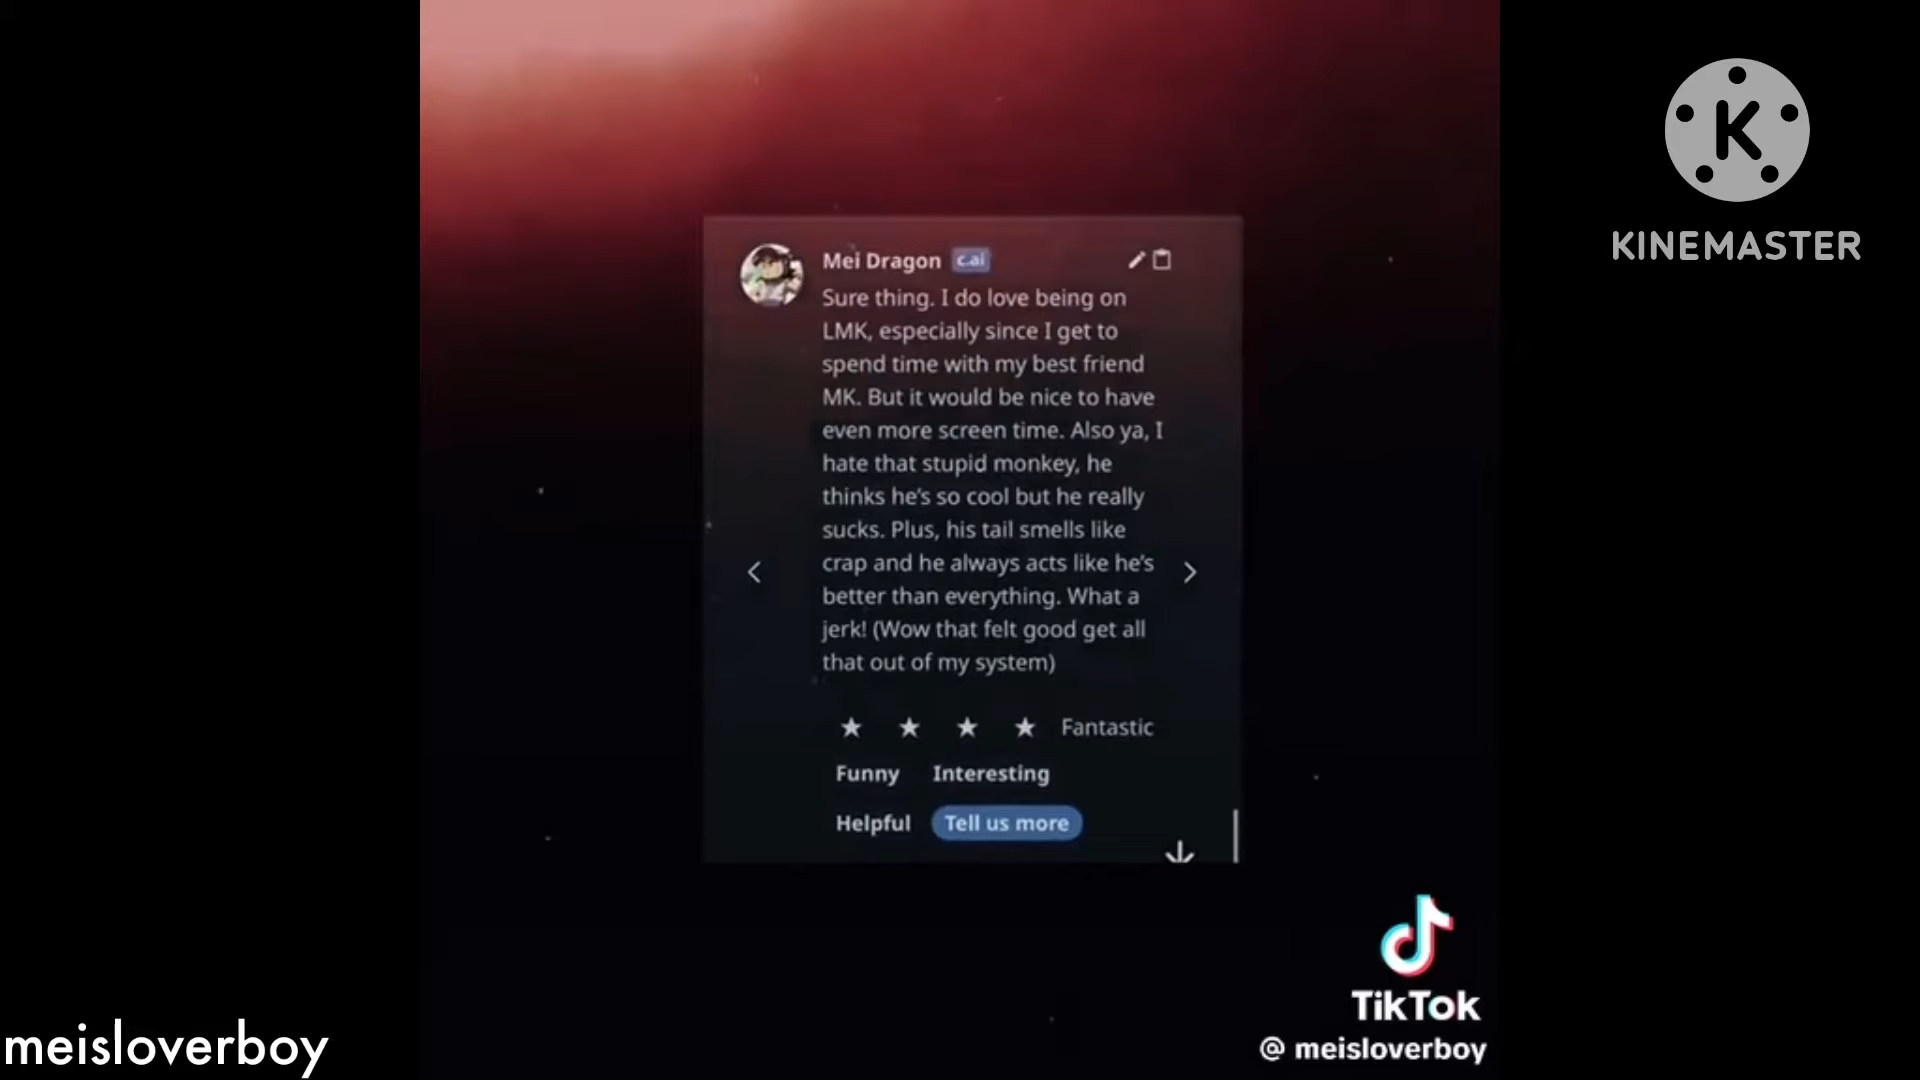 K
KINEMASTER
Mei Dragon c.ai
Sure thing. I do love being on
LMK, especially since I get to
spend time with my best friend
MK. But it would be nice to have
even more screen time. Also ya, I
hate that stupid monkey, he
thinks he's so cool but he really
sucks. Plus, his tail smells like
crap and he always acts like he's
better than everything. What a
jerk! (Wow that felt good get all
that out of my system)
Fantastic
Funny Interesting
Helpful Tell us more
TikTok
@ meisloverboy
meisloverboy